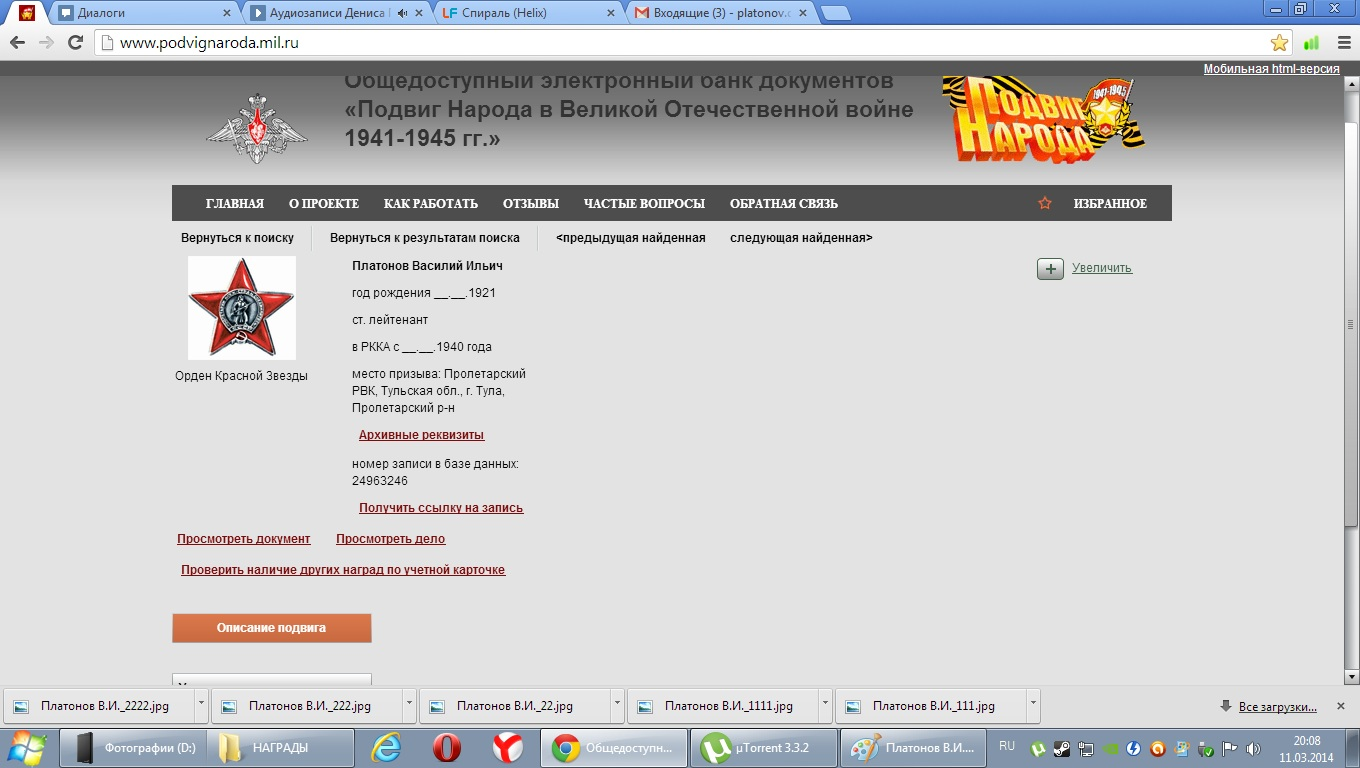 Диалоги
Аудиозаписи Дениса
Спираль (Helix)
Входящие (3) - platonov.
www.podvignaroda.mil.ru
Мобильная html-версия
Общедоступный электронный банк документов
«Подвиг Народа в Великой Отечественной войне
1941-1945 гг.»
1941-1945
ПОДВИГ
НАРОДА
ГЛАВНАЯ О ПРОЕКТЕ КАК РАБОТАТЬ ОТЗЫВЫ ЧАСТЫЕ ВОПРОСЫ ОБРАТНАЯ СВЯЗЬ ИЗБРАННОЕ
Вернуться к поиску Вернуться к результатам поиска <предыдущая найденная следующая найденная>
Увеличить
Платонов Василий Ильич
год рождения __.__.1921
ст. лейтенант
в РККА с __.__.1940 года
место призыва: Пролетарский
РВК, Тульская обл., г. Тула,
Пролетарский р-н
Орден Красной Звезды
Архивные реквизиты
номер записи в базе данных:
24963246
Получить ссылку на запись
Просмотреть документ Просмотреть дело
Проверить наличие других наград по учетной карточке
Описание подвига
Платонов В.И._2222.jpg
Платонов В.И._222.jpg
Платонов В.И._22.jpg
Платонов В.И._1111.jpg
Платонов В.И._111.jpg
Все загрузки...
Фотографии (D:)
НАГРАДЫ
Общедоступн...
µTorrent 3.3.2
Платонов В.И....
RU
20:08
11.03.2014